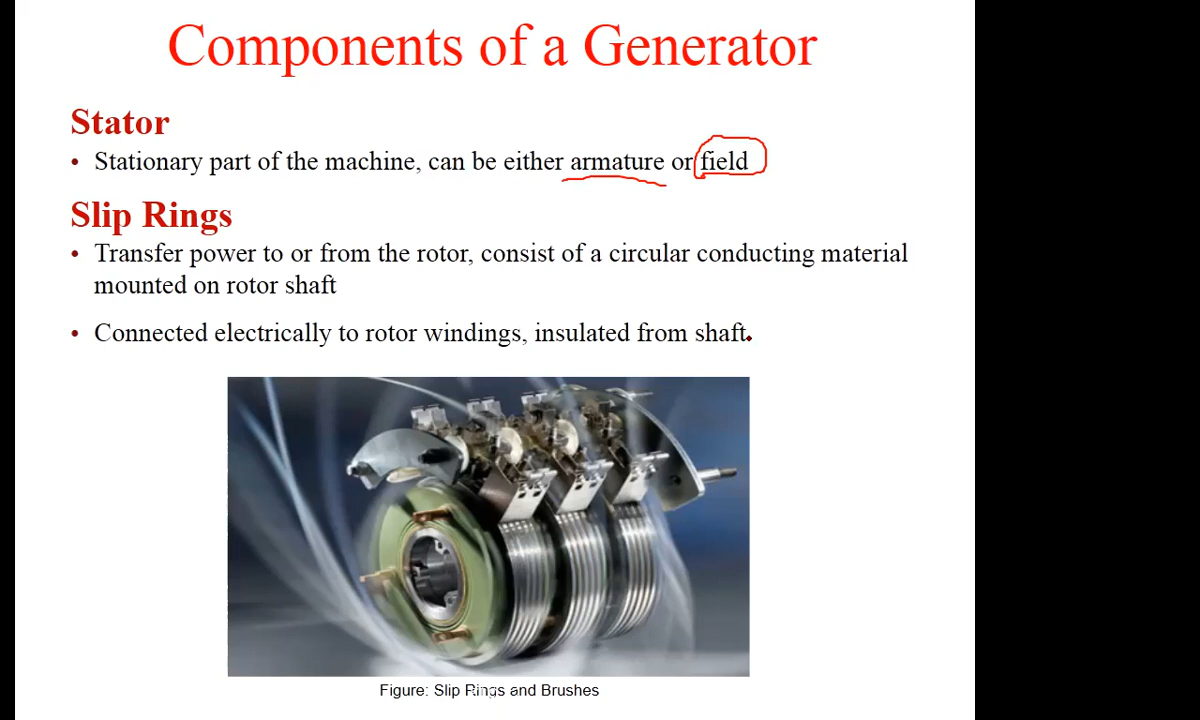 Components of a Generator
Stator
• Stationary part of the machine, can be either armature or field
Slip Rings
• Transfer power to or from the rotor, consist of a circular conducting material
mounted on rotor shaft
• Connected electrically to rotor windings, insulated from shaft.
Figure: Slip Rings and Brushes